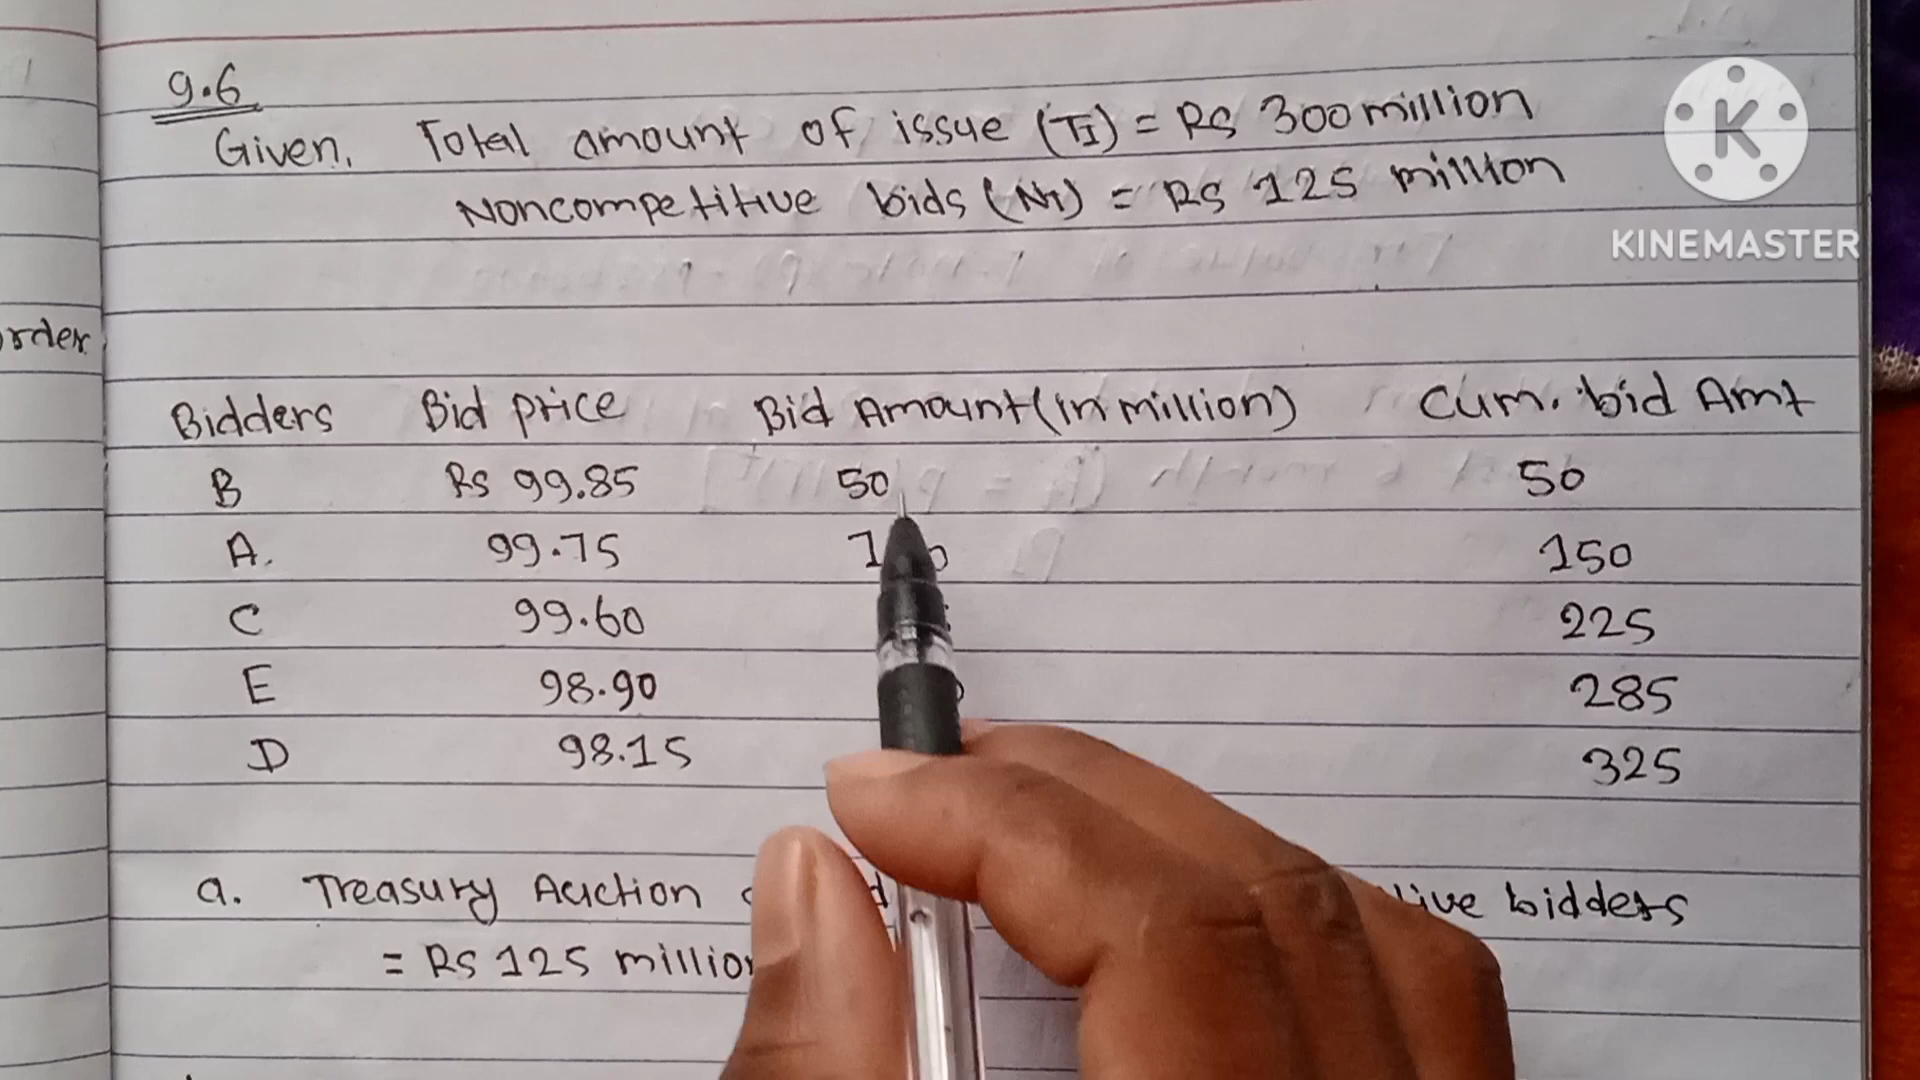 9.6
Given, Total amount of issue (TI) = Rs 300 million
Noncompetitive bids (NI) = Rs 125 million
KINEMASTER
order
Bidders Bid price Bid Amount (in million) Cum. bid Amt
B Rs 99.85 50 50
A. 99.75 150
C 99.60 225
E 98.90 285
D 98.15 325
a. Treasury Auction bidders
= Rs 125 million